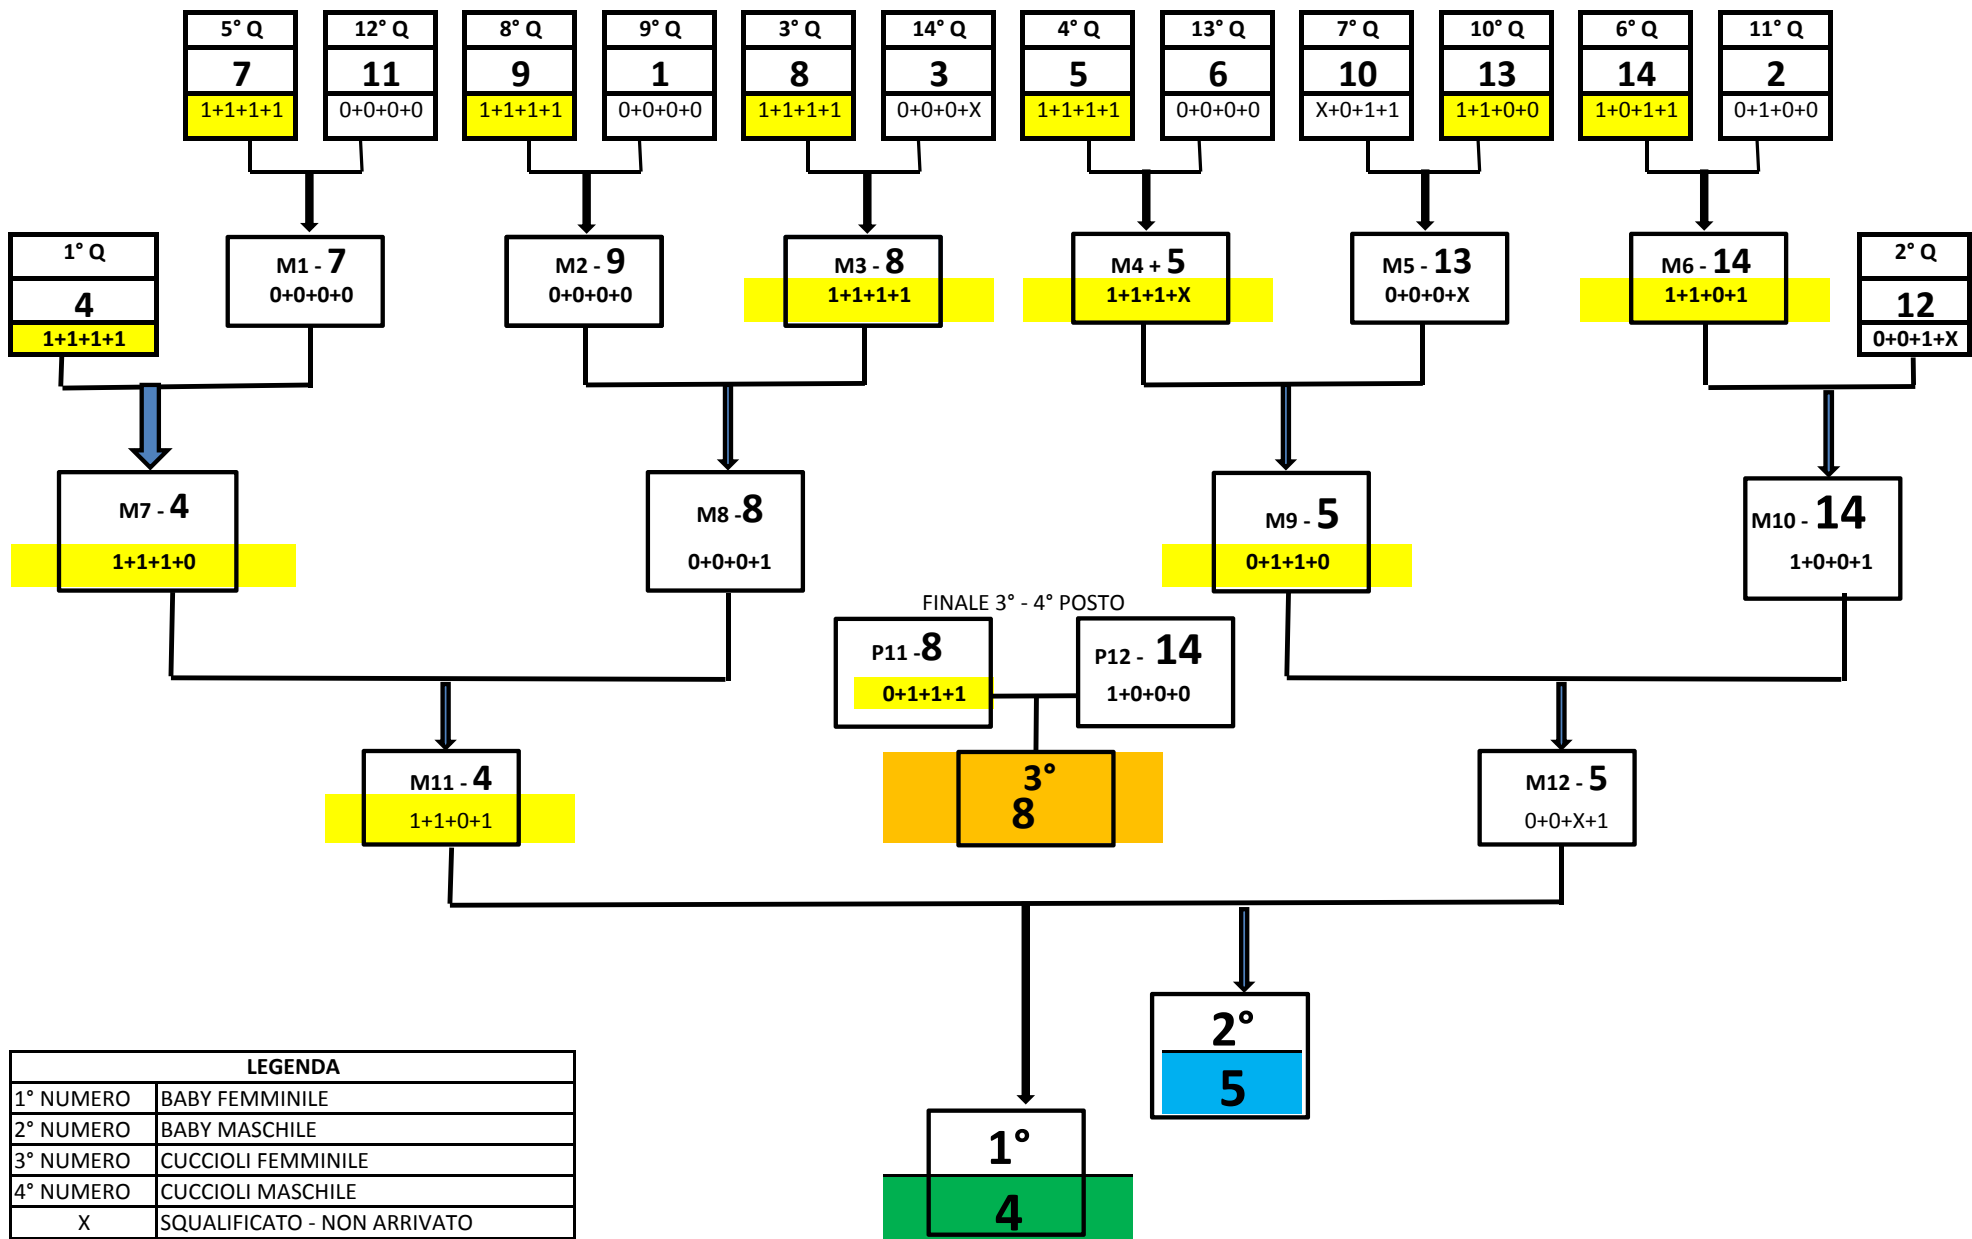 5° Q 12° Q 8° Q 9° Q 3° Q 14° Q 4° Q 13° Q 7° Q 10° Q 6° Q 11° Q
7 11 9 1 8 3 5 6 10 13 14 2
1+1+1+1 0+0+0+0 1+1+1+1 0+0+0+0 1+1+1+1 0+0+0+X 1+1+1+1 0+0+0+0 X+0+1+1 1+1+0+0 1+0+1+1 0+1+0+0
1° Q M1 - 7 M2 - 9 M3 - 8 M4 + 5 M5 - 13 M6 - 14 2° Q
0+0+0+0 0+0+0+0 1+1+1+1 1+1+1+X 0+0+0+X 1+1+0+1
4 12
1+1+1+1 0+0+1+X
M7 - 4 M8 -8 M9 - 5 M10 - 14
1+1+1+0 0+0+0+1 0+1+1+0 1+0+0+1
FINALE 3° - 4° POSTO
P11 -8 P12 - 14
0+1+1+1 1+0+0+0
M11 - 4 3° M12 - 5
1+1+0+1 8 0+0+X+1
2°
5
1°
4
LEGENDA
1° NUMERO BABY FEMMINILE
2° NUMERO BABY MASCHILE
3° NUMERO CUCCIOLI FEMMINILE
4° NUMERO CUCCIOLI MASCHILE
X SQUALIFICATO - NON ARRIVATO